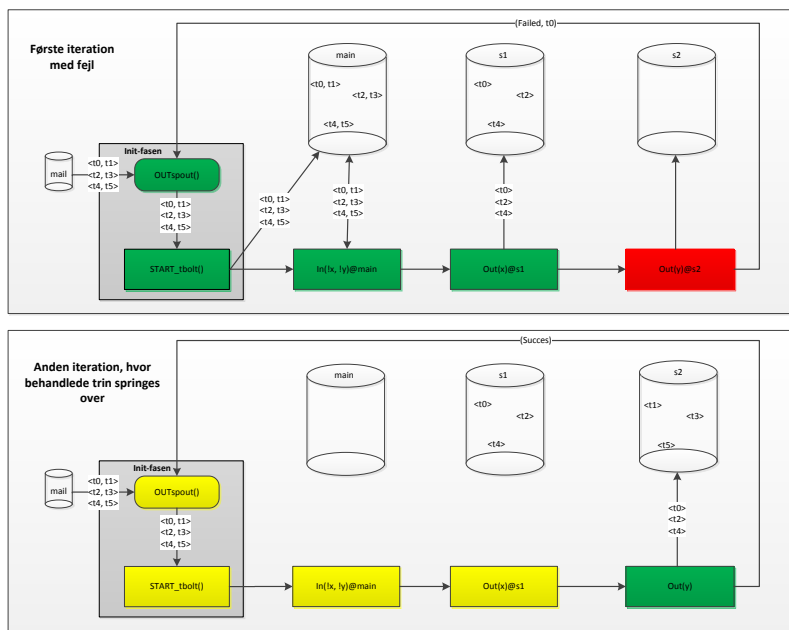 (Failed, t0)
Første iteration
med fejl
main
<t0, t1>
<t2, t3>
<t4, t5>
s1
<t0>
<t2>
<t4>
s2
Init-fasen
mail
<t0, t1>
<t2, t3>
<t4, t5>
OUTspout()
<t0, t1>
<t2, t3>
<t4, t5>
<t0, t1>
<t2, t3>
<t4, t5>
<t0, t1>
<t2, t3>
<t4, t5>
<t0>
<t2>
<t4>
START_tbolt()
In(!x, !y)@main
Out(x)@s1
Out(y)@s2
(Succes)
Anden iteration, hvor
behandlede trin springes
over
main
s1
<t0>
<t2>
<t4>
s2
<t1>
<t3>
<t5>
Init-fasen
mail
<t0, t1>
<t2, t3>
<t4, t5>
OUTspout()
<t0, t1>
<t2, t3>
<t4, t5>
<t0>
<t2>
<t4>
START_tbolt()
In(!x, !y)@main
Out(x)@s1
Out(y)